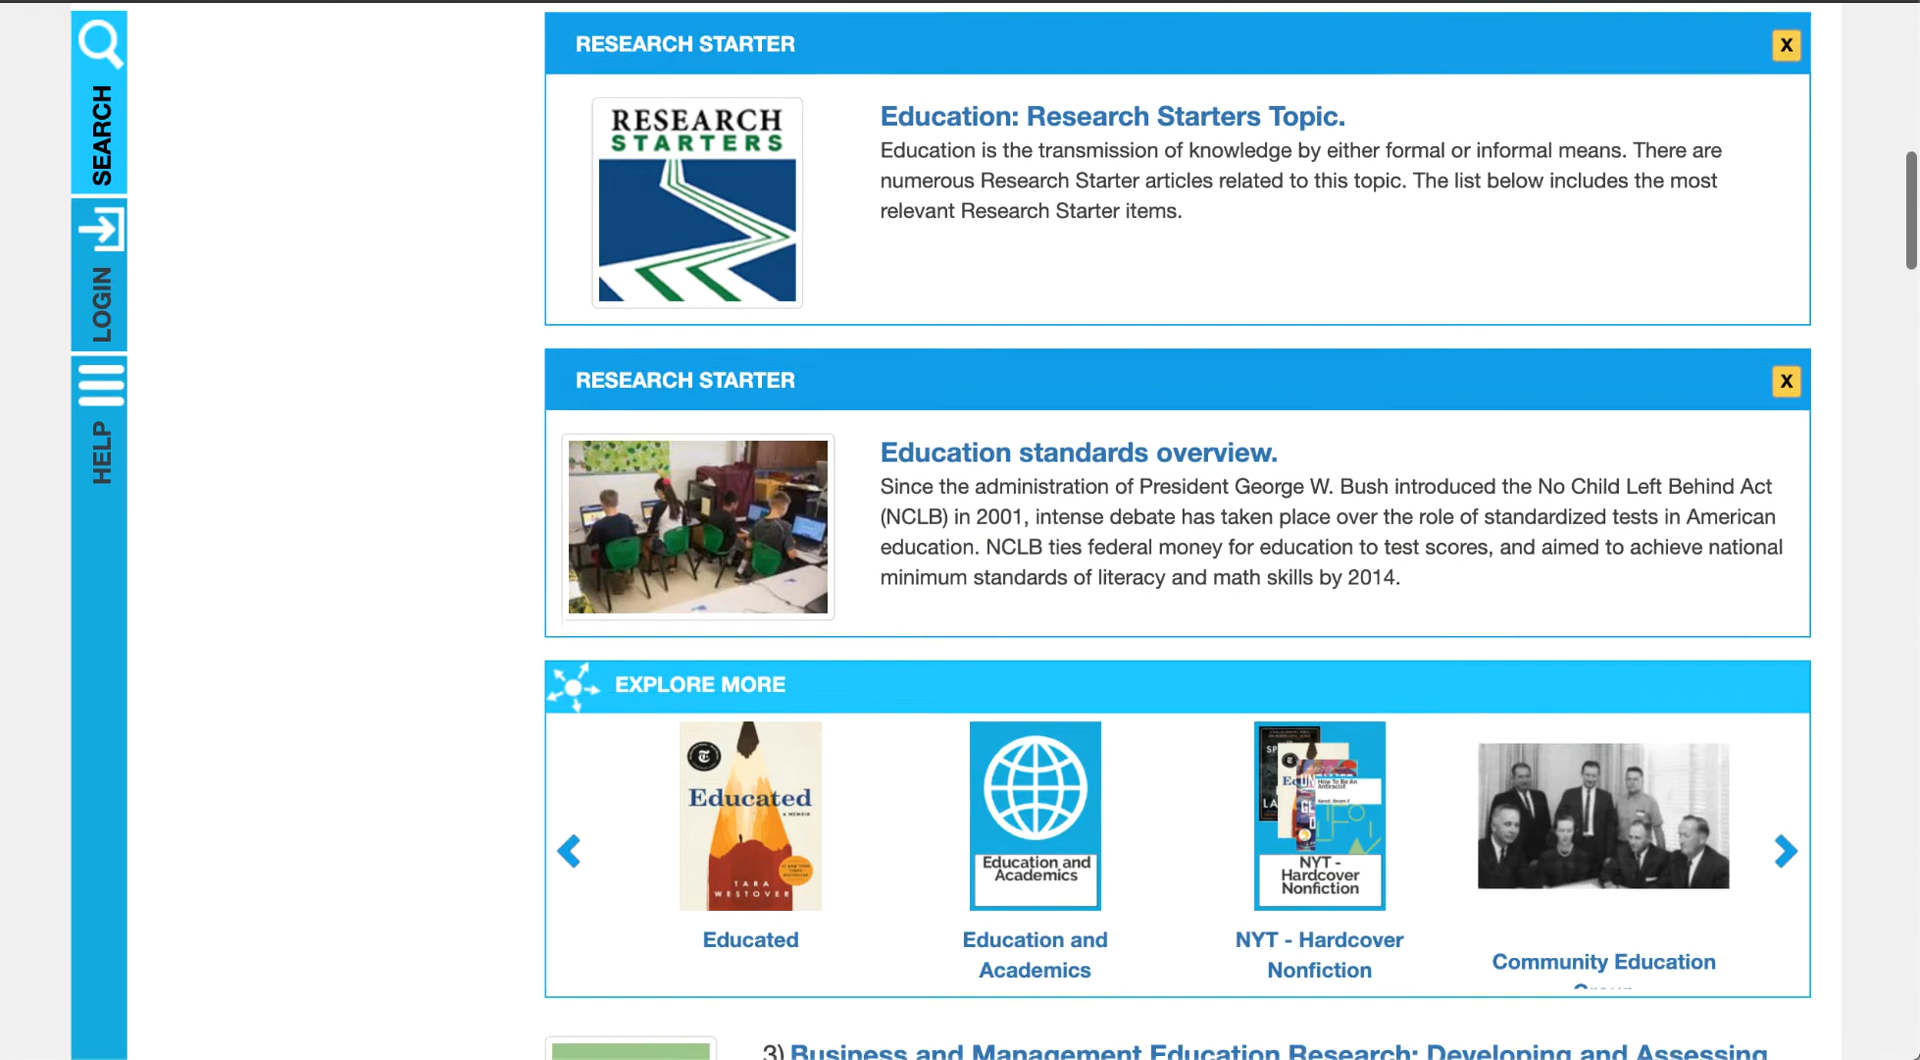 SEARCH
LOGIN
HELP
RESEARCH STARTER
X
RESEARCH
STARTERS
Education: Research Starters Topic.
Education is the transmission of knowledge by either formal or informal means. There are
numerous Research Starter articles related to this topic. The list below includes the most
relevant Research Starter items.
RESEARCH STARTER
X
Education standards overview.
Since the administration of President George W. Bush introduced the No Child Left Behind Act
(NCLB) in 2001, intense debate has taken place over the role of standardized tests in American
education. NCLB ties federal money for education to test scores, and aimed to achieve national
minimum standards of literacy and math skills by 2014.
EXPLORE MORE
Educated
A MEMOIR
TARA
WESTOVER
Educated
Education and
Academics
Education and
Academics
How To Be An
Antiracist
NYT -
Hardcover
Nonfiction
NYT - Hardcover
Nonfiction
Community Education
3) Business and Management Education Research: Developing and Assessing